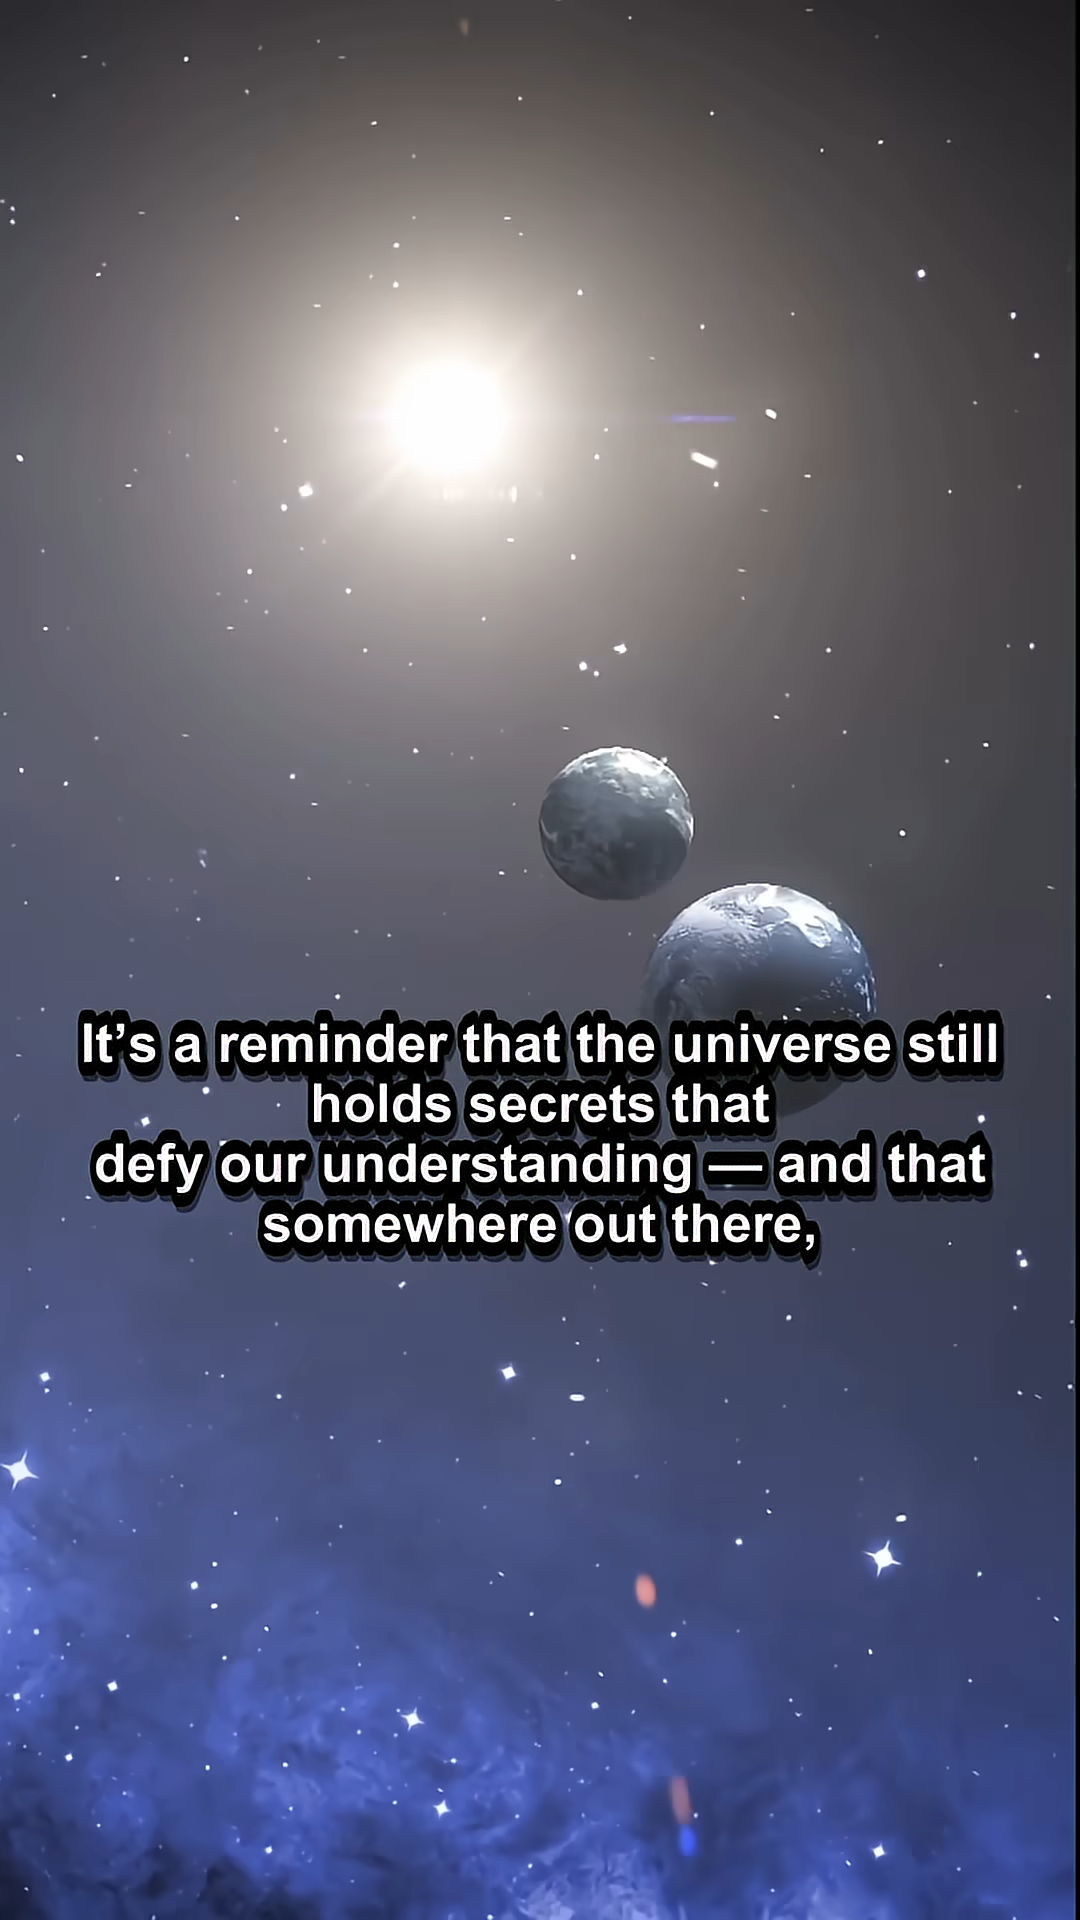 It’s a reminder that the universe still
holds secrets that
defy our understanding — and that
somewhere out there,